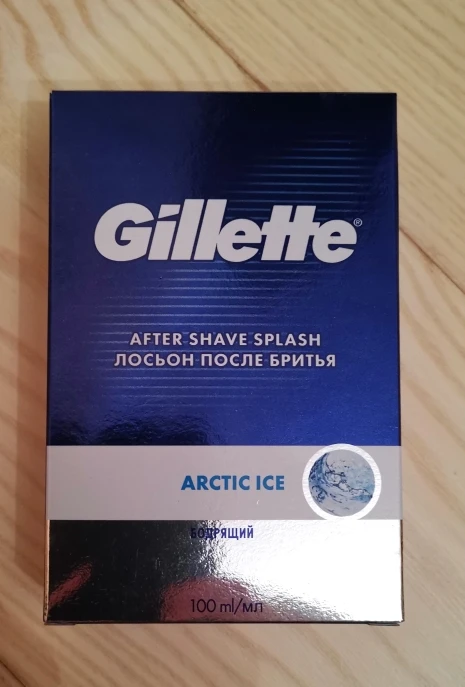 Gillette®
AFTER SHAVE SPLASH
ЛОСЬОН ПОСЛЕ БРИТЬЯ
ARCTIC ICE
БОДРЯЩИЙ
100 ml/мл